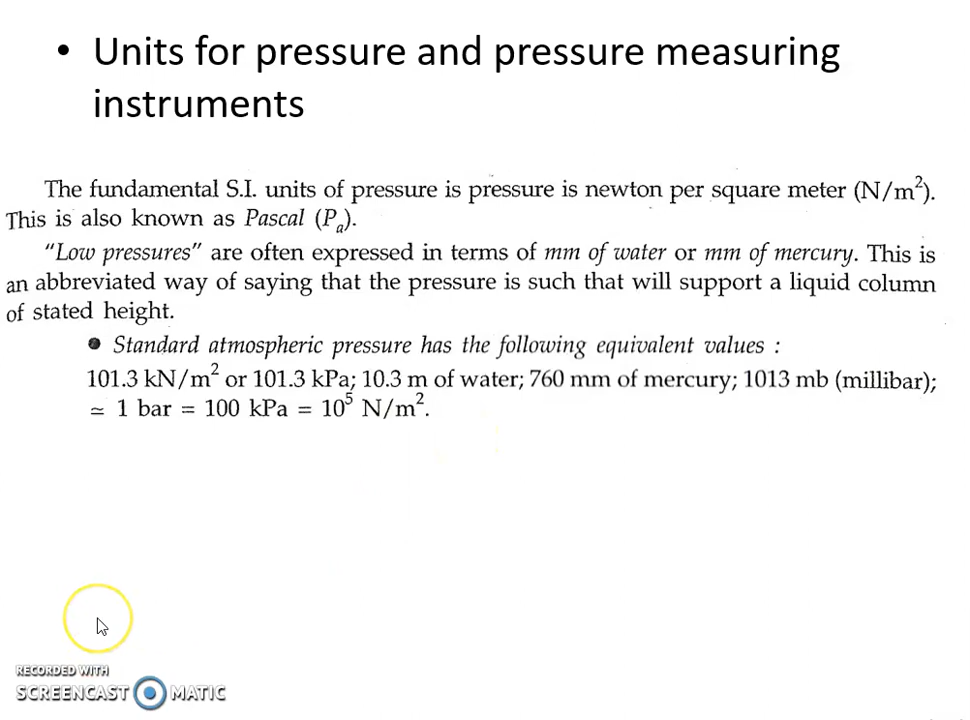 • Units for pressure and pressure measuring
instruments
The fundamental S.I. units of pressure is pressure is newton per square meter (N/m²).
This is also known as Pascal (Pₐ).
"Low pressures" are often expressed in terms of mm of water or mm of mercury. This is
an abbreviated way of saying that the pressure is such that will support a liquid column
of stated height.
● Standard atmospheric pressure has the following equivalent values :
101.3 kN/m² or 101.3 kPa; 10.3 m of water; 760 mm of mercury; 1013 mb (millibar);
≃ 1 bar = 100 kPa = 10⁵ N/m².
RECORDED WITH
SCREENCAST MATIC